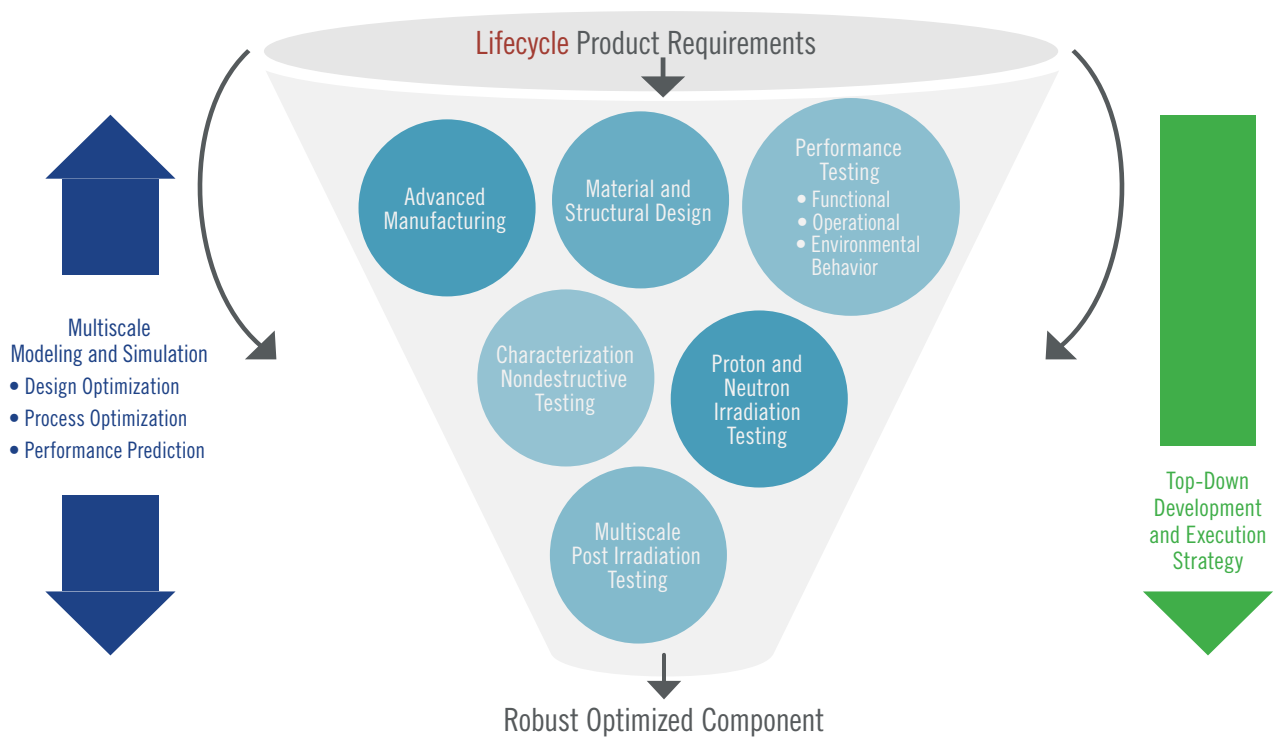 Lifecycle Product Requirements
Advanced
Manufacturing
Material and
Structural Design
Performance
Testing
• Functional
• Operational
• Environmental
Behavior
Characterization
Nondestructive
Testing
Proton and
Neutron
Irradiation
Testing
Multiscale
Post Irradiation
Testing
Robust Optimized Component
Multiscale
Modeling and Simulation
• Design Optimization
• Process Optimization
• Performance Prediction
Top-Down
Development
and Execution
Strategy